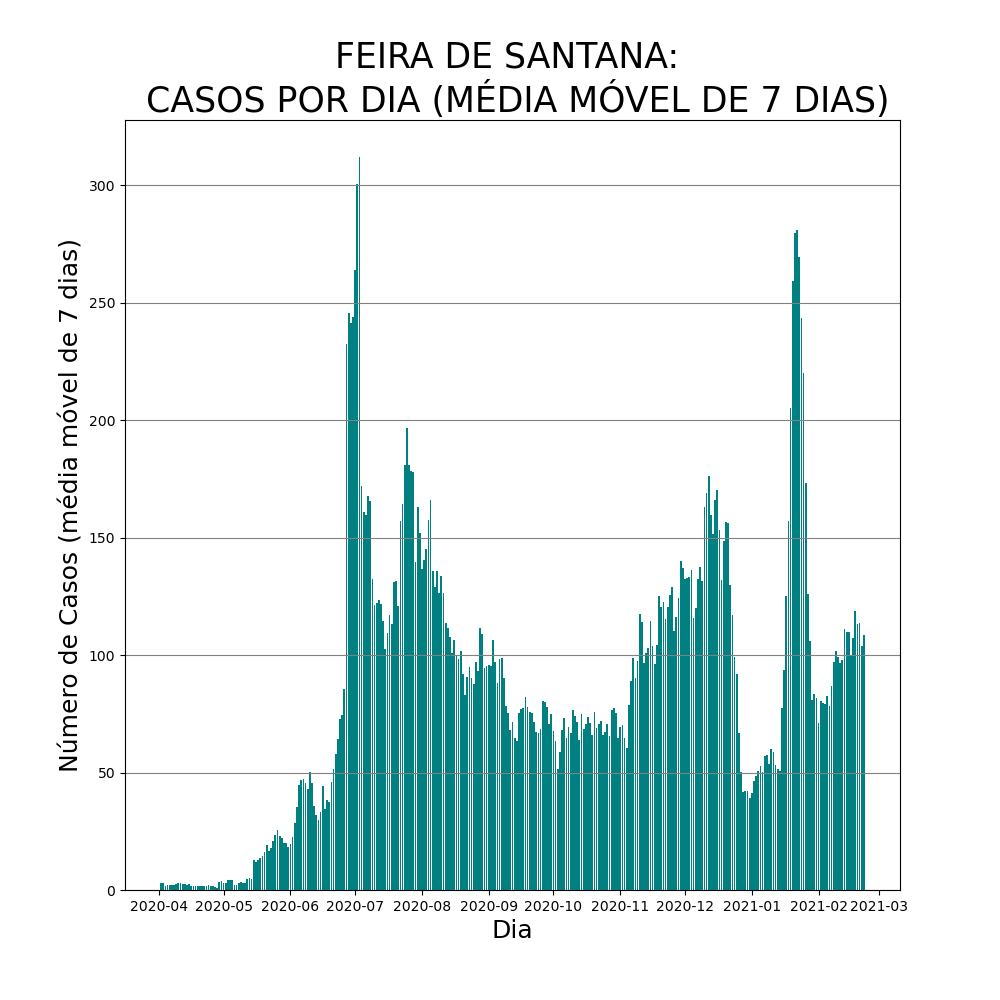 FEIRA DE SANTANA:
CASOS POR DIA (MÉDIA MÓVEL DE 7 DIAS)
Número de Casos (média móvel de 7 dias)
300
250
200
150
100
50
0
2020-04 2020-05 2020-06 2020-07 2020-08 2020-09 2020-10 2020-11 2020-12 2021-01 2021-02 2021-03
Dia